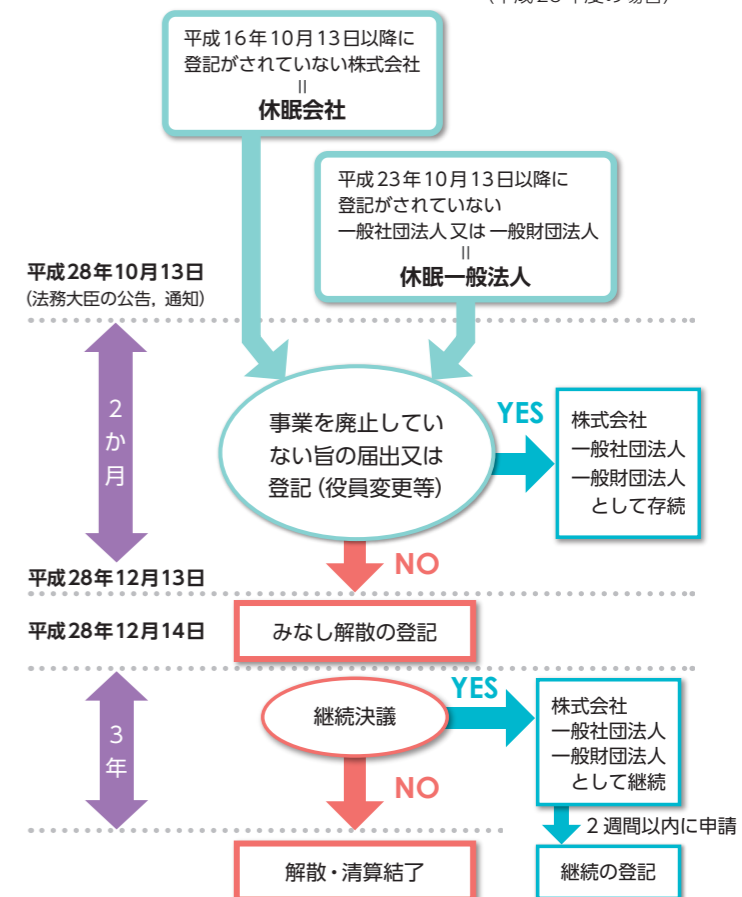 （平成28年度の場合）
平成16年10月13日以降に
登記がされていない株式会社
＝
休眠会社
平成23年10月13日以降に
登記がされていない
一般社団法人又は一般財団法人
＝
休眠一般法人
平成28年10月13日
（法務大臣の公告，通知）
2か月
事業を廃止してい
ない旨の届出又は
登記（役員変更等）
YES
株式会社
一般社団法人
一般財団法人
として存続
NO
平成28年12月13日
平成28年12月14日
みなし解散の登記
3年
継続決議
YES
株式会社
一般社団法人
一般財団法人
として継続
NO
2週間以内に申請
解散・清算結了
継続の登記